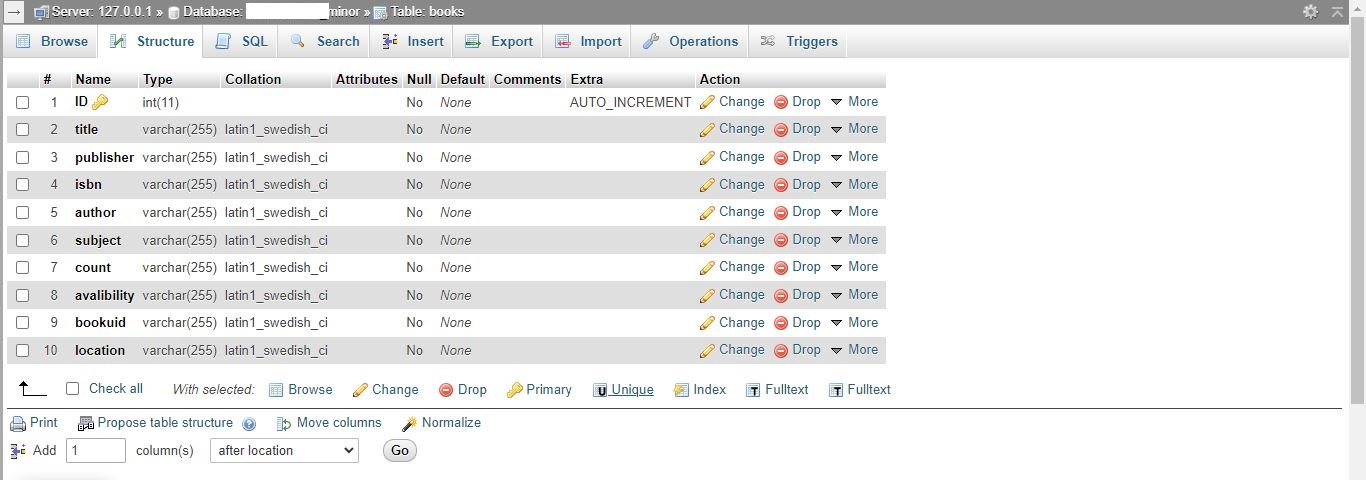 Server: 127.0.0.1 » Database: _minor » Table: books
Browse Structure SQL Search Insert Export Import Operations Triggers
# Name Type Collation Attributes Null Default Comments Extra Action
1 ID int(11) No None AUTO_INCREMENT Change Drop More
2 title varchar(255) latin1_swedish_ci No None Change Drop More
3 publisher varchar(255) latin1_swedish_ci No None Change Drop More
4 isbn varchar(255) latin1_swedish_ci No None Change Drop More
5 author varchar(255) latin1_swedish_ci No None Change Drop More
6 subject varchar(255) latin1_swedish_ci No None Change Drop More
7 count varchar(255) latin1_swedish_ci No None Change Drop More
8 avalibility varchar(255) latin1_swedish_ci No None Change Drop More
9 bookuid varchar(255) latin1_swedish_ci No None Change Drop More
10 location varchar(255) latin1_swedish_ci No None Change Drop More
Check all With selected: Browse Change Drop Primary Unique Index Fulltext Fulltext
Print Propose table structure Move columns Normalize
Add 1 column(s) after location Go